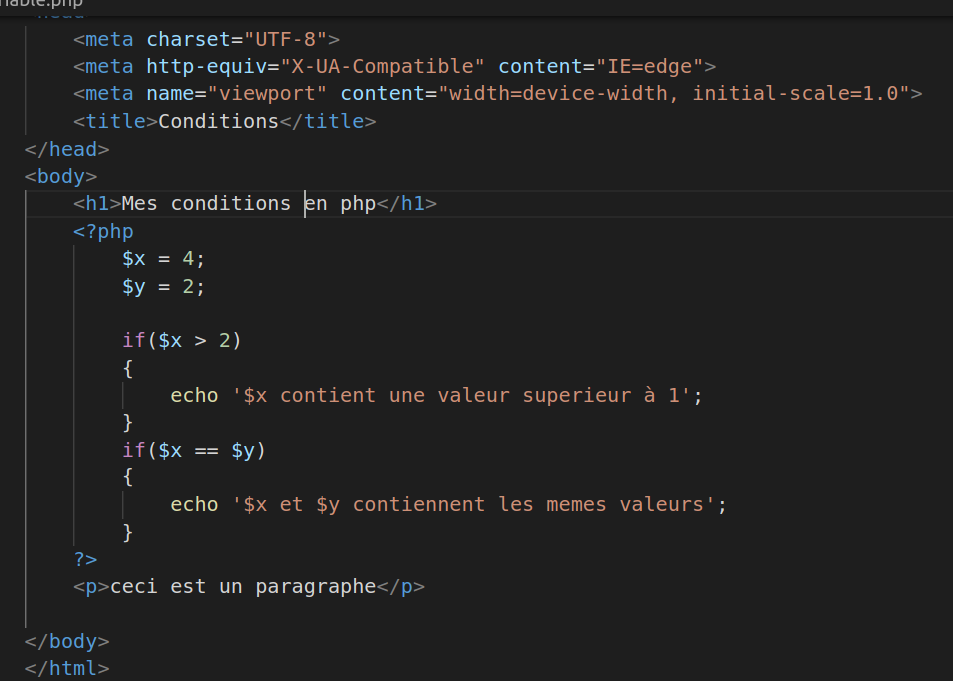 riable.php
<meta charset="UTF-8">
<meta http-equiv="X-UA-Compatible" content="IE=edge">
<meta name="viewport" content="width=device-width, initial-scale=1.0">
<title>Conditions</title>
</head>
<body>
<h1>Mes conditions en php</h1>
<?php
$x = 4;
$y = 2;
if($x > 2)
{
echo '$x contient une valeur superieur à 1';
}
if($x == $y)
{
echo '$x et $y contiennent les memes valeurs';
}
?>
<p>ceci est un paragraphe</p>
</body>
</html>